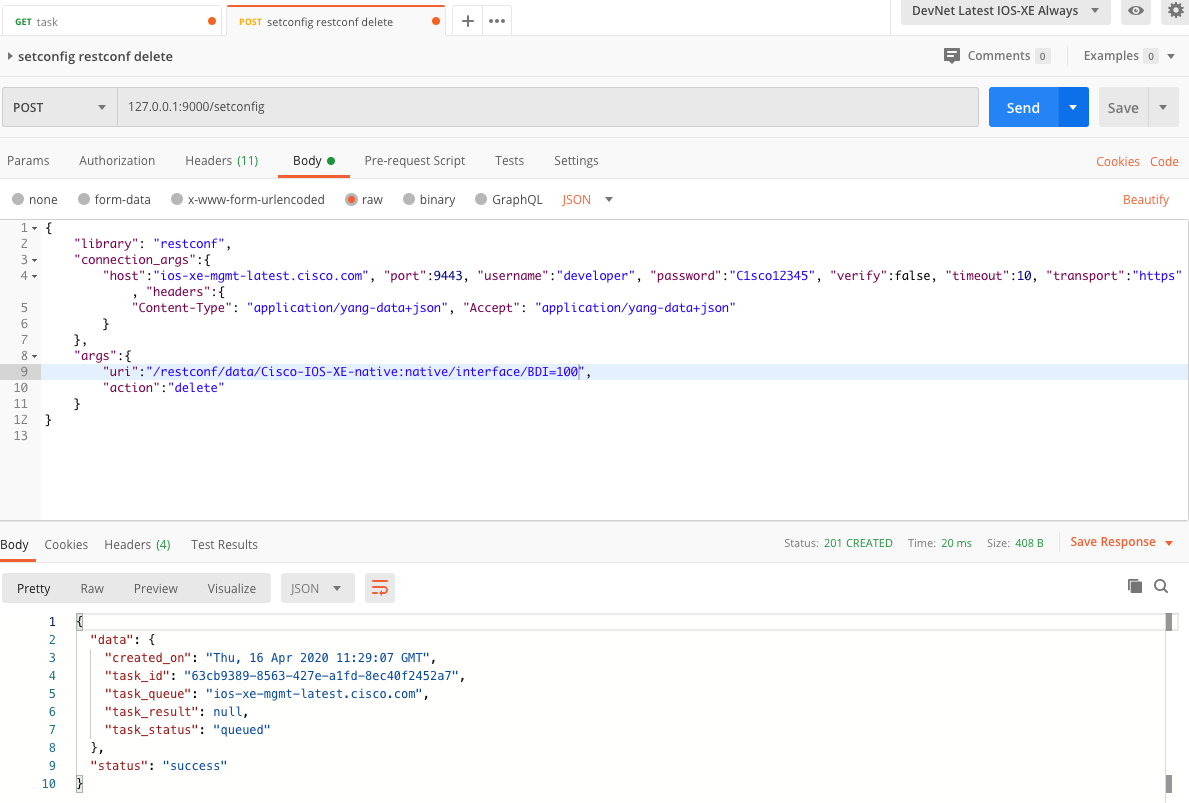 GET task
POST setconfig restconf delete
DevNet Latest IOS-XE Always
setconfig restconf delete
Comments 0
Examples 0
POST
127.0.0.1:9000/setconfig
Send
Save
Params Authorization Headers (11) Body Pre-request Script Tests Settings
Cookies Code
none form-data x-www-form-urlencoded raw binary GraphQL JSON
Beautify
1 {
2 "library": "restconf",
3 "connection_args":{
4 "host":"ios-xe-mgmt-latest.cisco.com", "port":9443, "username":"developer", "password":"C1sco12345", "verify":false, "timeout":10, "transport":"https"
, "headers":{
5 "Content-Type": "application/yang-data+json", "Accept": "application/yang-data+json"
6 }
7 },
8 "args":{
9 "uri":"/restconf/data/Cisco-IOS-XE-native:native/interface/BDI=100",
10 "action":"delete"
11 }
12 }
13
Body Cookies Headers (4) Test Results
Status: 201 CREATED Time: 20 ms Size: 408 B
Save Response
Pretty Raw Preview Visualize JSON
1 {
2 "data": {
3 "created_on": "Thu, 16 Apr 2020 11:29:07 GMT",
4 "task_id": "63cb9389-8563-427e-a1fd-8ec40f2452a7",
5 "task_queue": "ios-xe-mgmt-latest.cisco.com",
6 "task_result": null,
7 "task_status": "queued"
8 },
9 "status": "success"
10 }